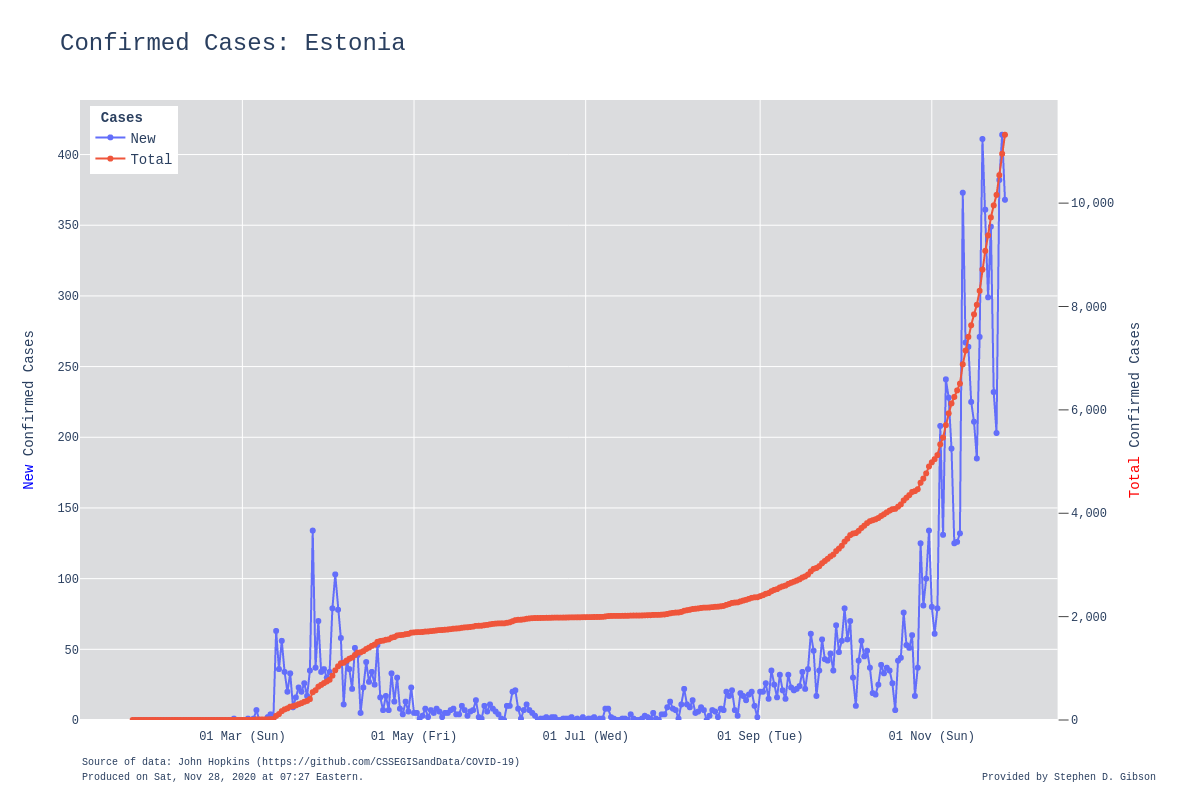 Confirmed Cases: Estonia
Cases
New
Total
400
350
300
250
200
150
100
50
0
10,000
8,000
6,000
4,000
2,000
0
New Confirmed Cases
Total Confirmed Cases
01 Mar (Sun)
01 May (Fri)
01 Jul (Wed)
01 Sep (Tue)
01 Nov (Sun)
Source of data: John Hopkins (https://github.com/CSSEGISandData/COVID-19)
Produced on Sat, Nov 28, 2020 at 07:27 Eastern.
Provided by Stephen D. Gibson